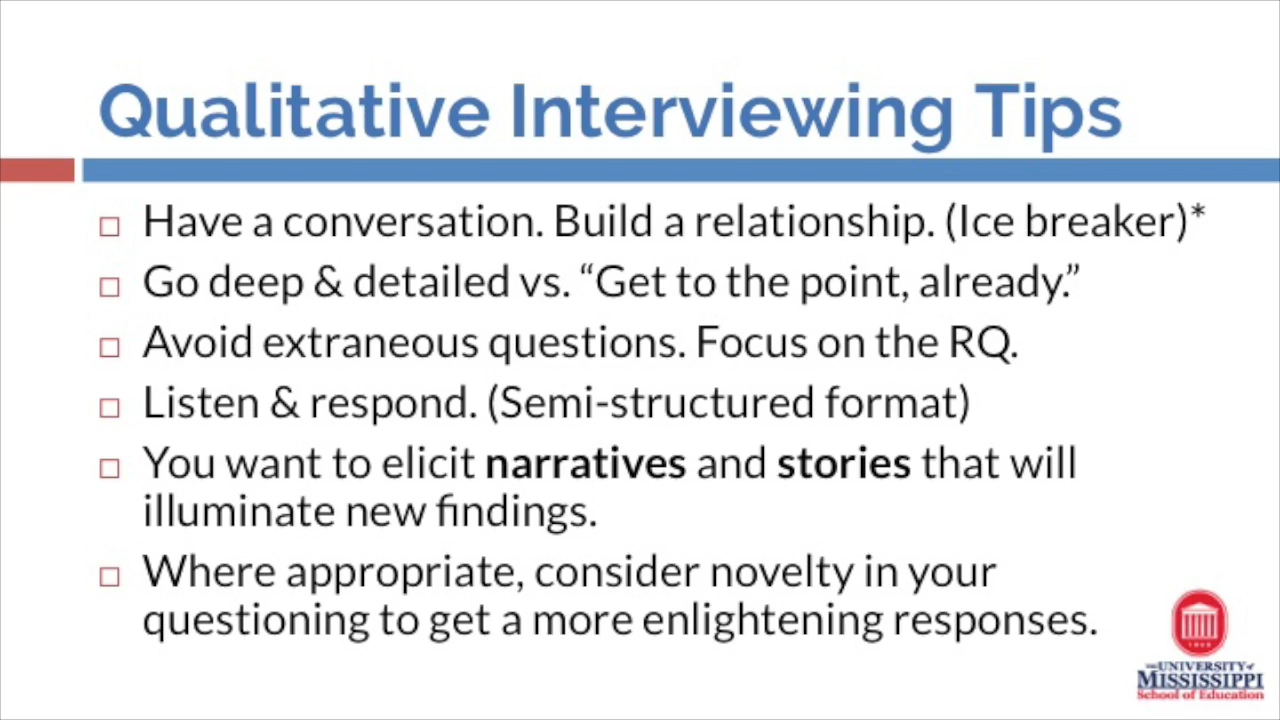 Qualitative Interviewing Tips
Have a conversation. Build a relationship. (Ice breaker)*
Go deep & detailed vs. “Get to the point, already.”
Avoid extraneous questions. Focus on the RQ.
Listen & respond. (Semi-structured format)
You want to elicit narratives and stories that will
illuminate new findings.
Where appropriate, consider novelty in your
questioning to get a more enlightening responses.
THE UNIVERSITY of
MISSISSIPPI
School of Education